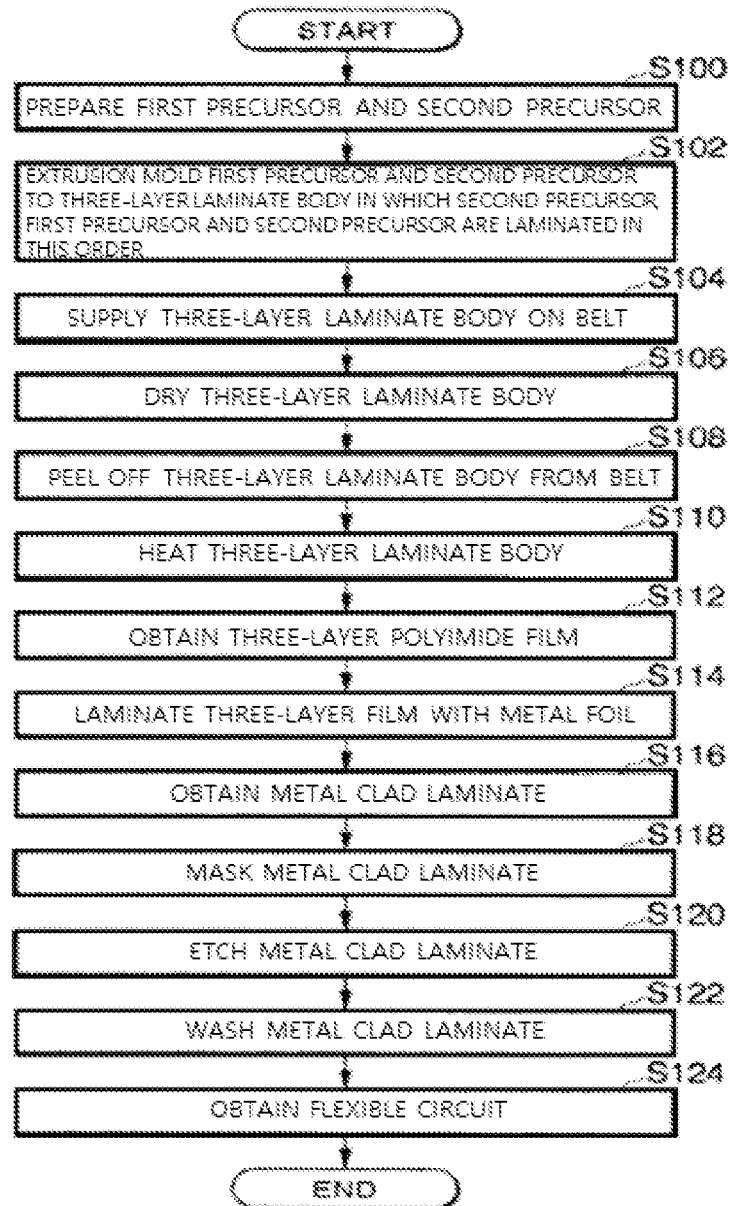 START
S100
PREPARE FIRST PRECURSOR AND SECOND PRECURSOR
S102
EXTRUSION MOLD FIRST PRECURSOR AND SECOND PRECURSOR
TO THREE-LAYER LAMINATE BODY IN WHICH SECOND PRECURSOR,
FIRST PRECURSOR AND SECOND PRECURSOR ARE LAMINATED IN
THIS ORDER
S104
SUPPLY THREE-LAYER LAMINATE BODY ON BELT
S106
DRY THREE-LAYER LAMINATE BODY
S108
PEEL OFF THREE-LAYER LAMINATE BODY FROM BELT
S110
HEAT THREE-LAYER LAMINATE BODY
S112
OBTAIN THREE-LAYER POLYIMIDE FILM
S114
LAMINATE THREE-LAYER FILM WITH METAL FOIL
S116
OBTAIN METAL CLAD LAMINATE
S118
MASK METAL CLAD LAMINATE
S120
ETCH METAL CLAD LAMINATE
S122
WASH METAL CLAD LAMINATE
S124
OBTAIN FLEXIBLE CIRCUIT
END